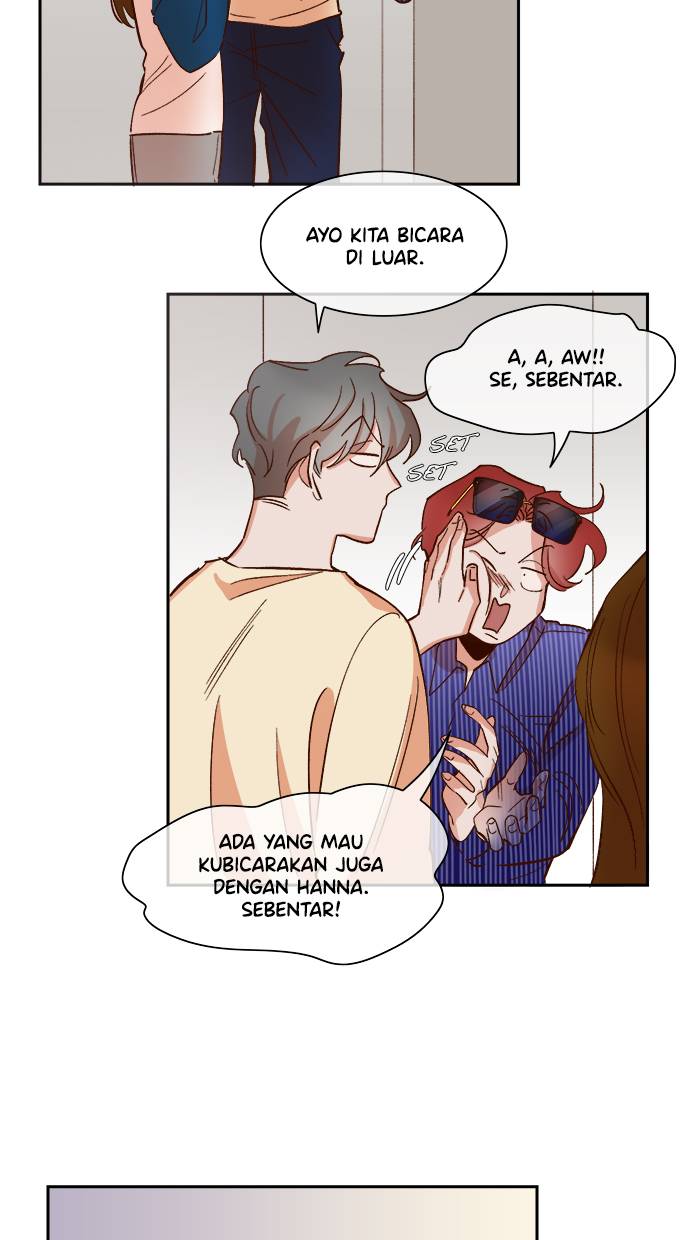 AYO KITA BICARA
DI LUAR.
A, A, AW!!
SE, SEBENTAR.
SET
SET
ADA YANG MAU
KUBICARAKAN JUGA
DENGAN HANNA.
SEBENTAR!